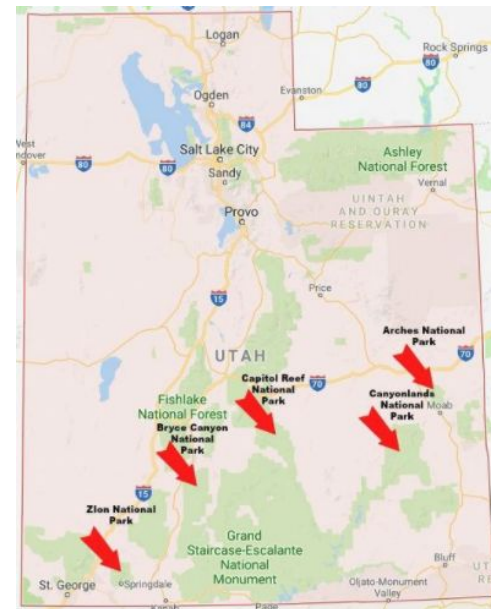 Logan
Rock Springs
80
80
Evanston
Ogden
84
West
80
80
Salt Lake City
Sandy
Ashley
National Forest
Vernal
UINTAH
AND OURAY
RESERVATION
Provo
Price
15
UTAH
Arches National
Park
70
Capitol Reef
National
Park
70
Canyonlands
National
Park
Moab
Fishlake
National Forest
Bryce Canyon
National
Park
15
Zion National
Park
Grand
Staircase-Escalante
National
Monument
Bluff
St. George
Springdale
Oljato-Monument
Valley
Kanab
Page